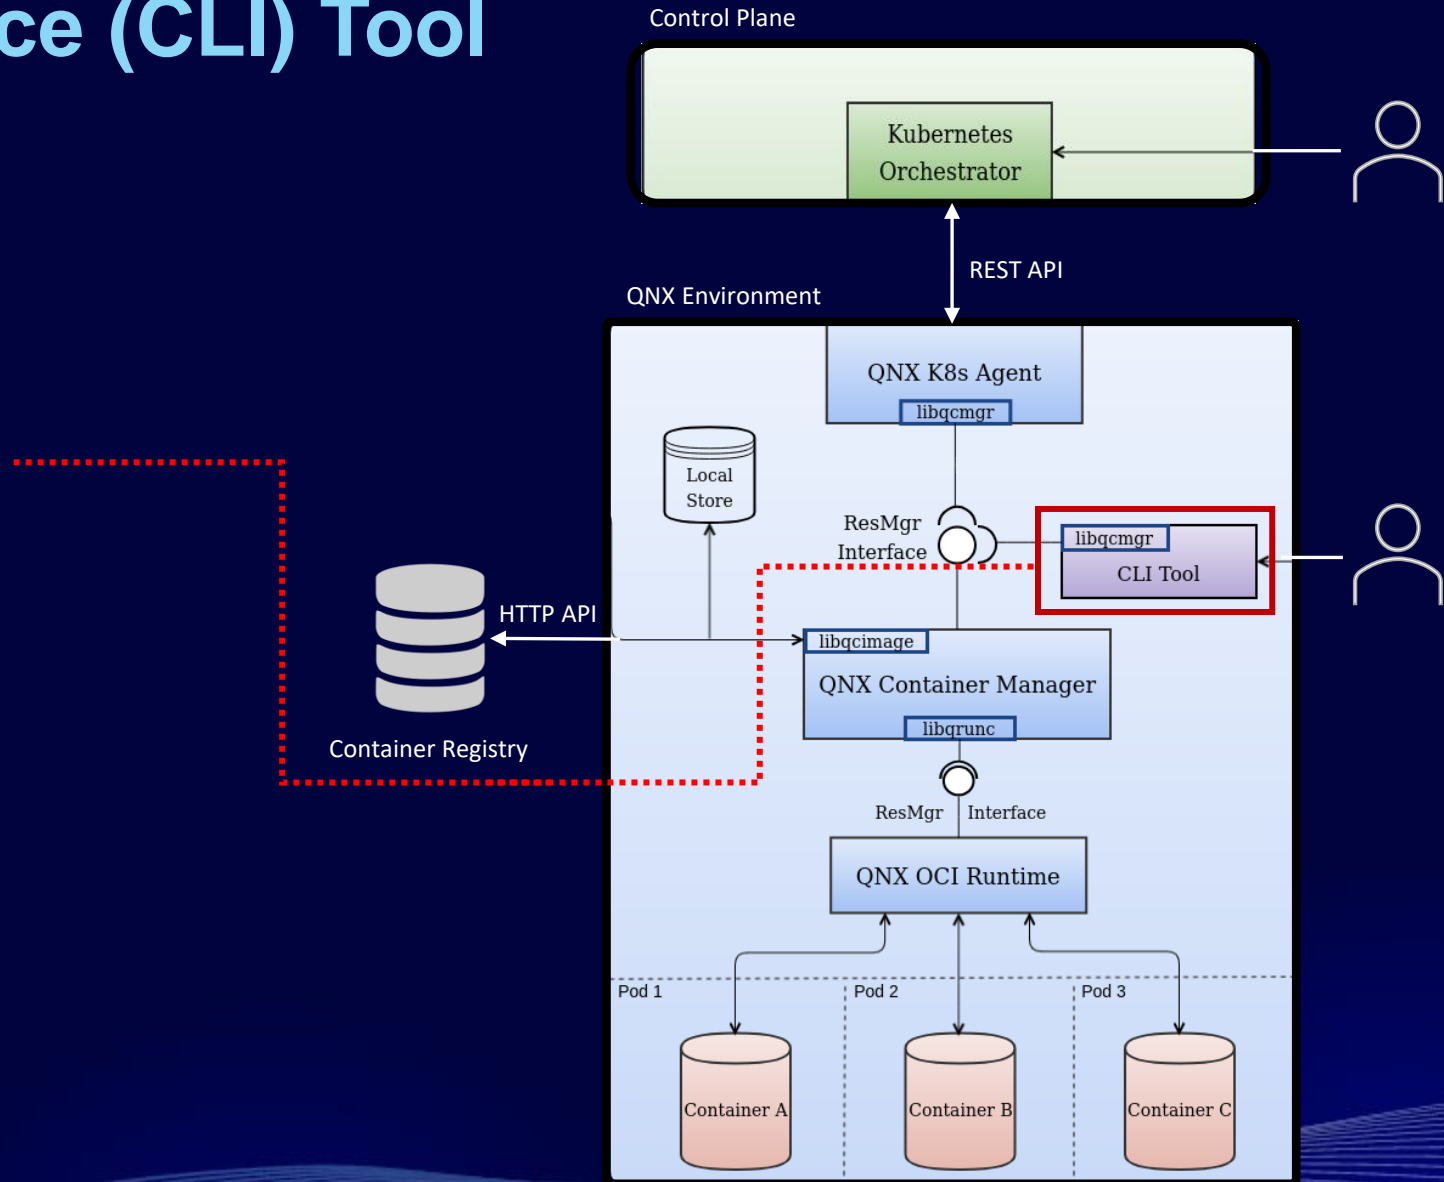 ce (CLI) Tool
Control Plane
Kubernetes
Orchestrator
REST API
QNX Environment
QNX K8s Agent
libqcmgr
Local
Store
ResMgr
Interface
libqcmgr
CLI Tool
HTTP API
libqcimage
QNX Container Manager
libqrunc
Container Registry
ResMgr Interface
QNX OCI Runtime
Pod 1
Pod 2
Pod 3
Container A
Container B
Container C